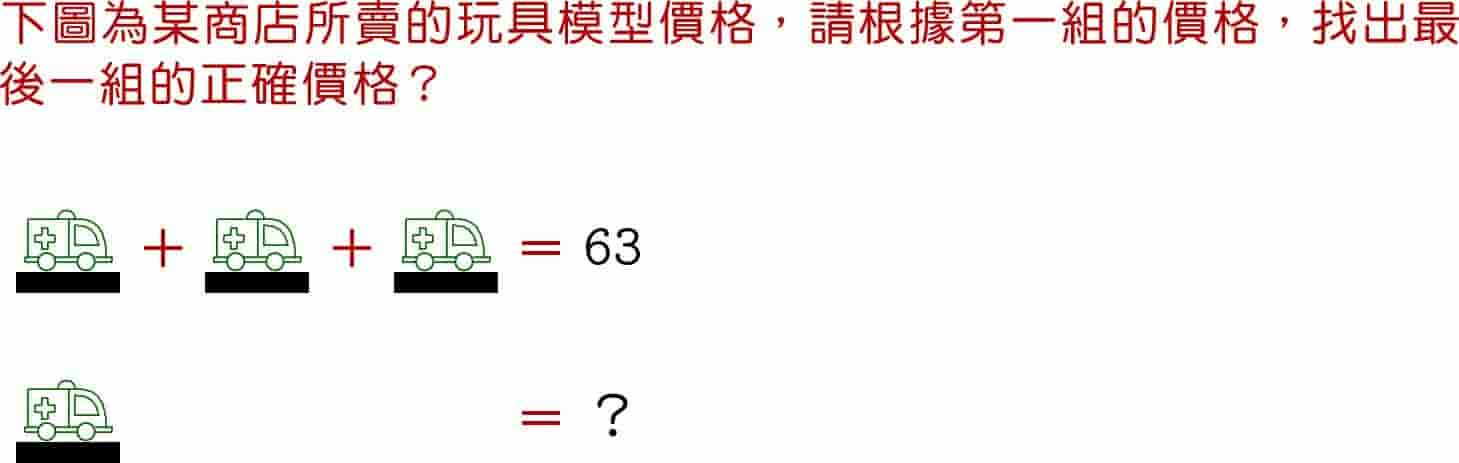 下圖為某商店所賣的玩具模型價格，請根據第一組的價格，找出最
後一組的正確價格？
+ + = 63
= ?